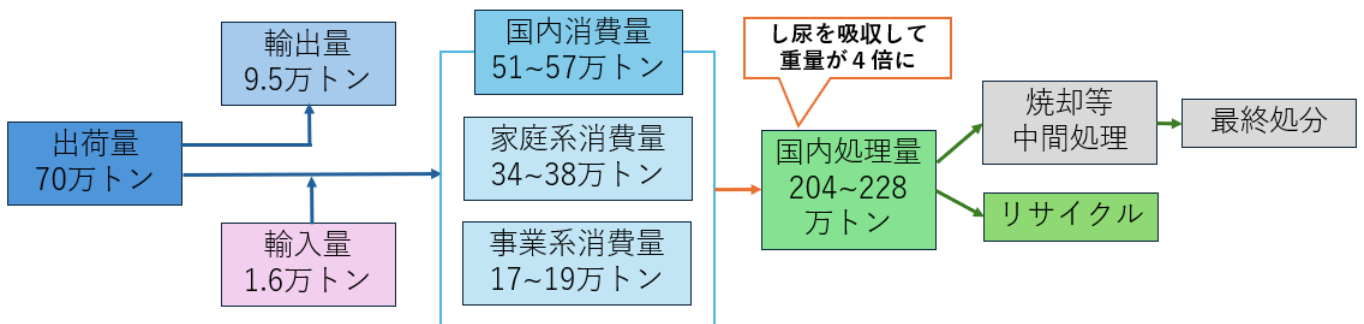 出荷量
70万トン
輸出量
9.5万トン
輸入量
1.6万トン
国内消費量
51~57万トン
家庭系消費量
34~38万トン
事業系消費量
17~19万トン
し尿を吸収して
重量が４倍に
国内処理量
204~228
万トン
焼却等
中間処理
最終処分
リサイクル